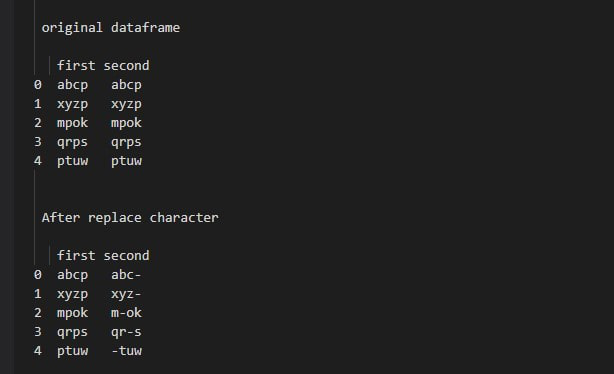 original dataframe
first second
0 abcp abcp
1 xyzp xyzp
2 mpok mpok
3 qrps qrps
4 ptuw ptuw
After replace character
first second
0 abcp abc-
1 xyzp xyz-
2 mpok m-ok
3 qrps qr-s
4 ptuw -tuw